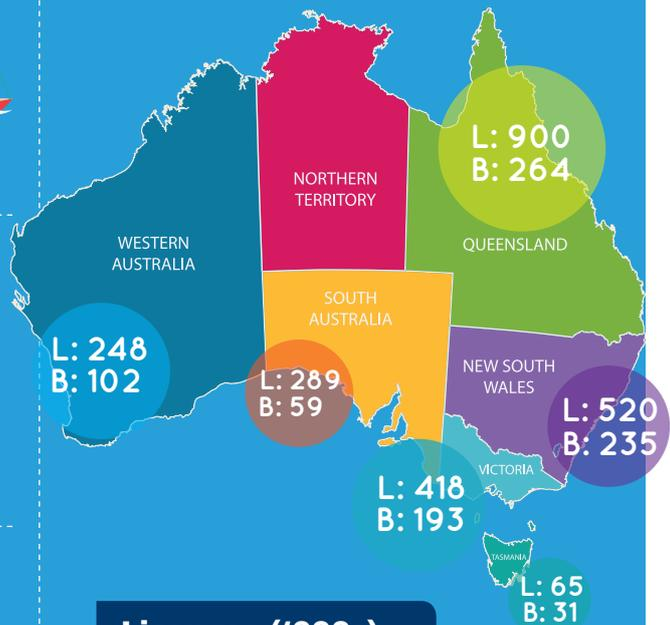 NORTHERN
TERRITORY
L: 900
B: 264
WESTERN
AUSTRALIA
QUEENSLAND
SOUTH
AUSTRALIA
L: 248
B: 102
L: 289
B: 59
NEW SOUTH
WALES
L: 520
B: 235
VICTORIA
L: 418
B: 193
TASMANIA
L: 65
B: 31